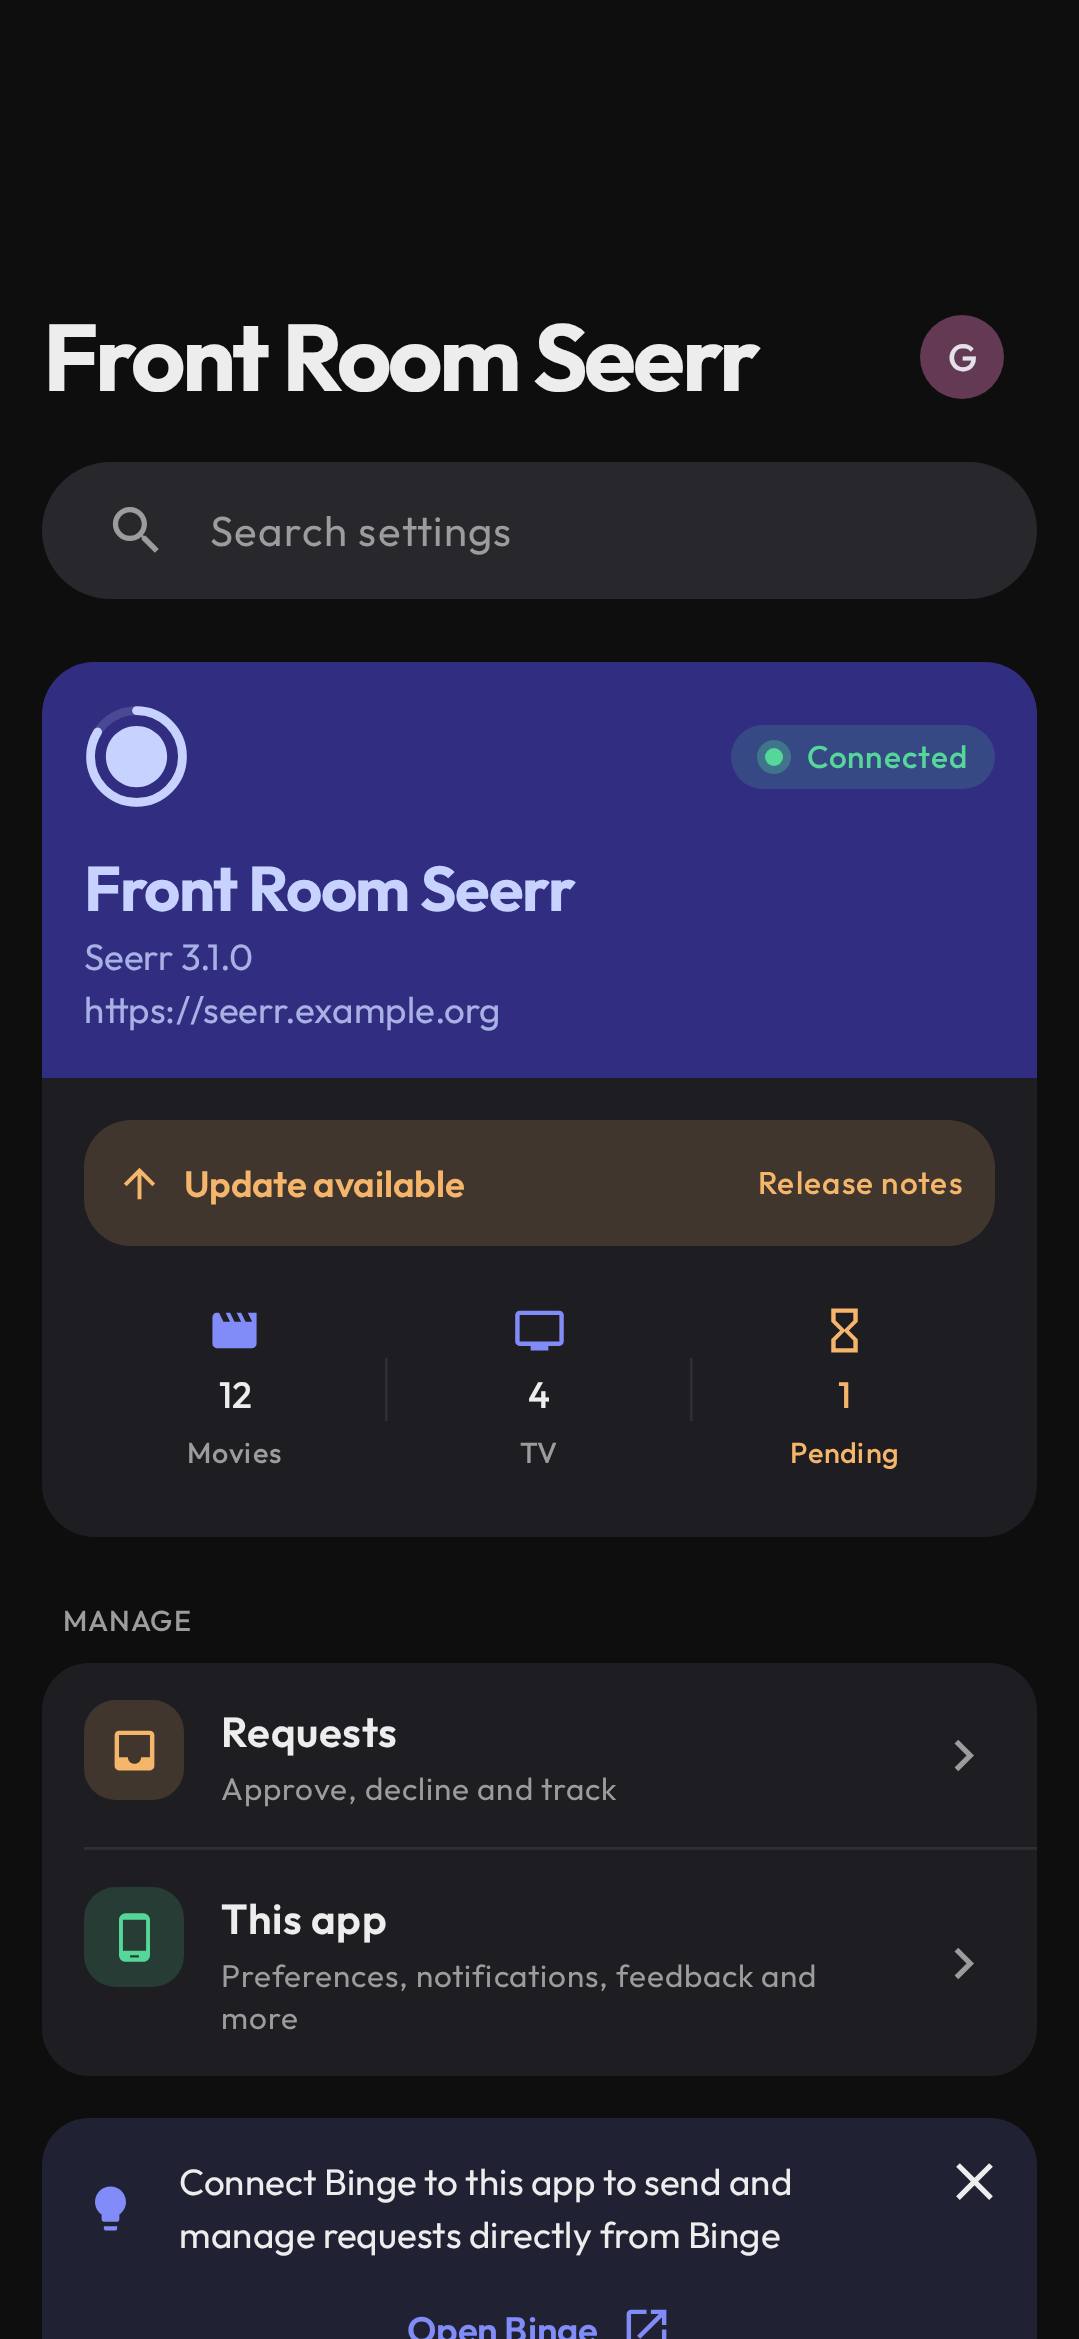 Front Room Seerr
G
Search settings
Connected
Front Room Seerr
Seerr 3.1.0
https://seerr.example.org
Update available
Release notes
12
Movies
4
TV
1
Pending
MANAGE
Requests
Approve, decline and track
This app
Preferences, notifications, feedback and
more
Connect Binge to this app to send and
manage requests directly from Binge
Open Binge